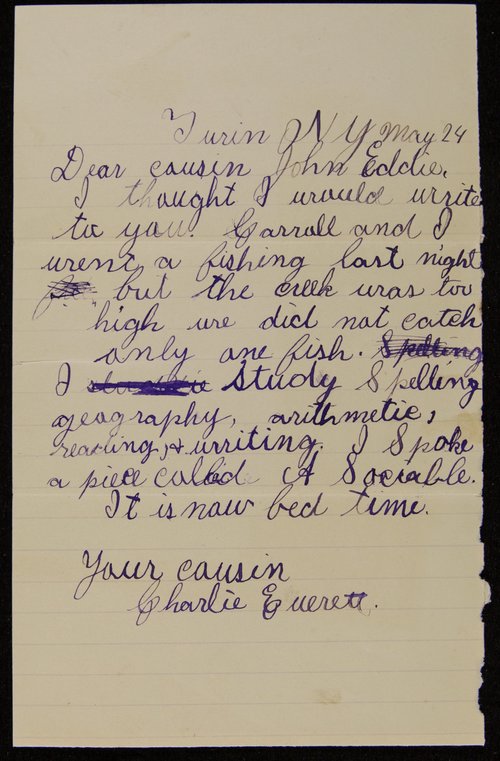 Turin N Y May 24
Dear cousin John Eddie.
I thought I would write
to you. Carroll and I
went a fishing last night
but the creek was too
high we did not catch
only one fish. Spelling
I Study Spelling
geography, arithmetic,
reading, & writing. I Spoke
a piece called A Sociable.
It is now bed time.
Your cousin
Charlie Everett.